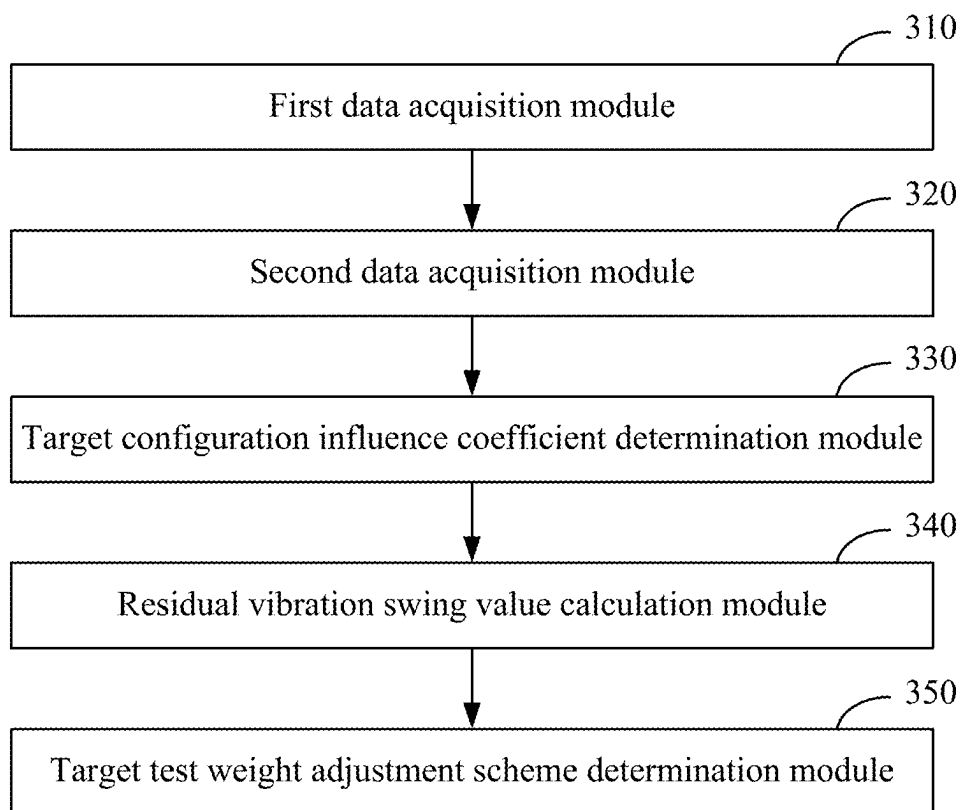 310
First data acquisition module
320
Second data acquisition module
330
Target configuration influence coefficient determination module
340
Residual vibration swing value calculation module
350
Target test weight adjustment scheme determination module